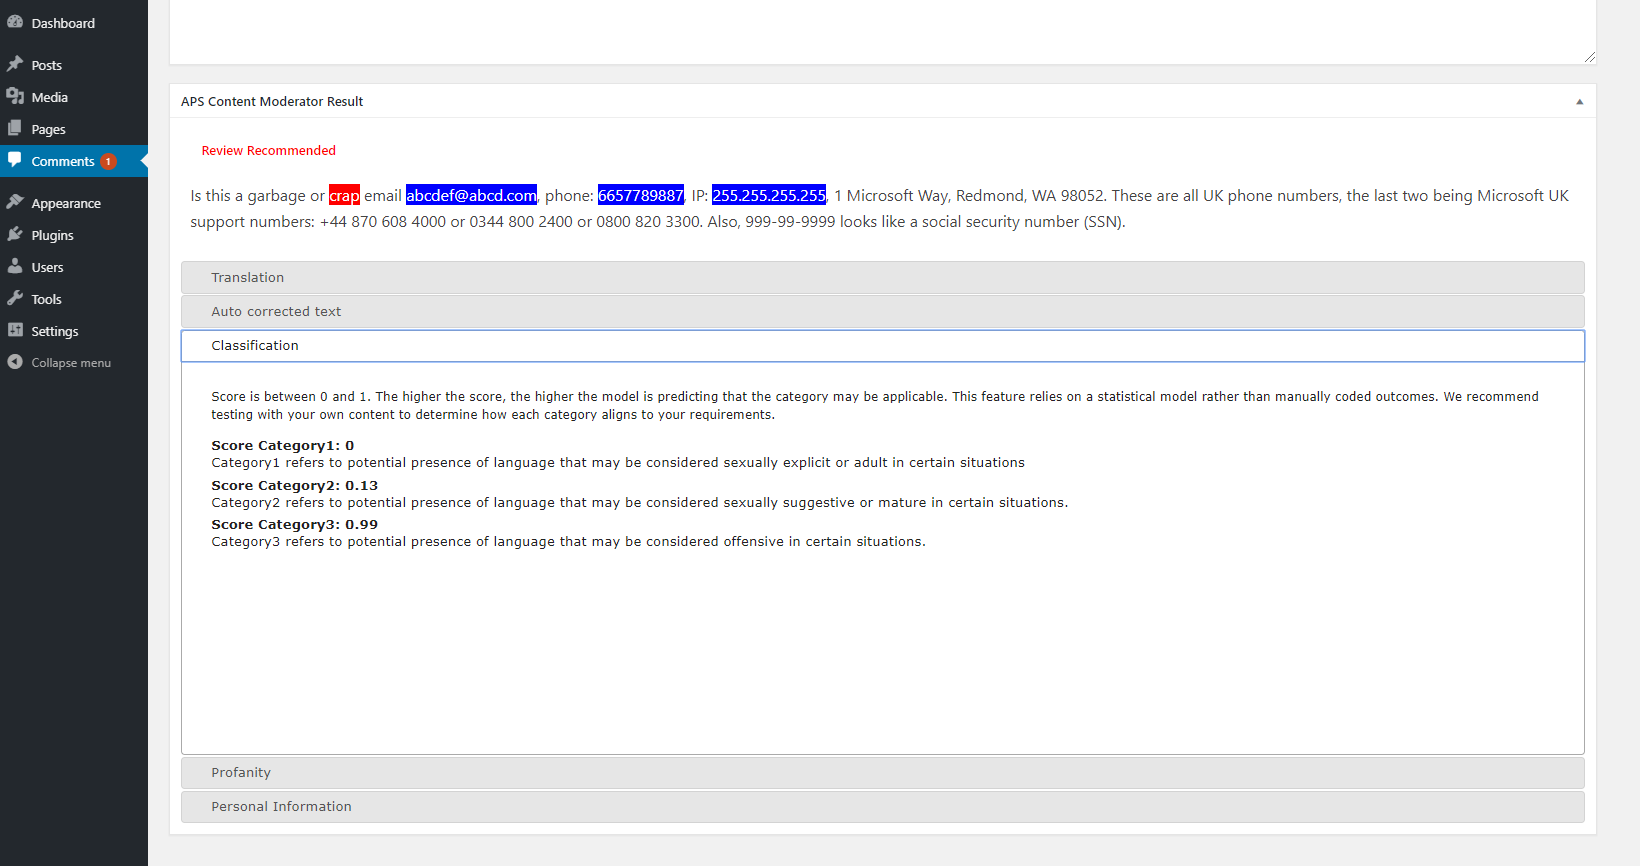 Dashboard
Posts
Media
Pages
Comments 1
Appearance
Plugins
Users
Tools
Settings
Collapse menu
APS Content Moderator Result
Review Recommended
Is this a garbage or crap email abcdef@abcd.com, phone: 6657789887, IP: 255.255.255.255, 1 Microsoft Way, Redmond, WA 98052. These are all UK phone numbers, the last two being Microsoft UK
support numbers: +44 870 608 4000 or 0344 800 2400 or 0800 820 3300. Also, 999-99-9999 looks like a social security number (SSN).
Translation
Auto corrected text
Classification
Score is between 0 and 1. The higher the score, the higher the model is predicting that the category may be applicable. This feature relies on a statistical model rather than manually coded outcomes. We recommend
testing with your own content to determine how each category aligns to your requirements.
Score Category1: 0
Category1 refers to potential presence of language that may be considered sexually explicit or adult in certain situations
Score Category2: 0.13
Category2 refers to potential presence of language that may be considered sexually suggestive or mature in certain situations.
Score Category3: 0.99
Category3 refers to potential presence of language that may be considered offensive in certain situations.
Profanity
Personal Information